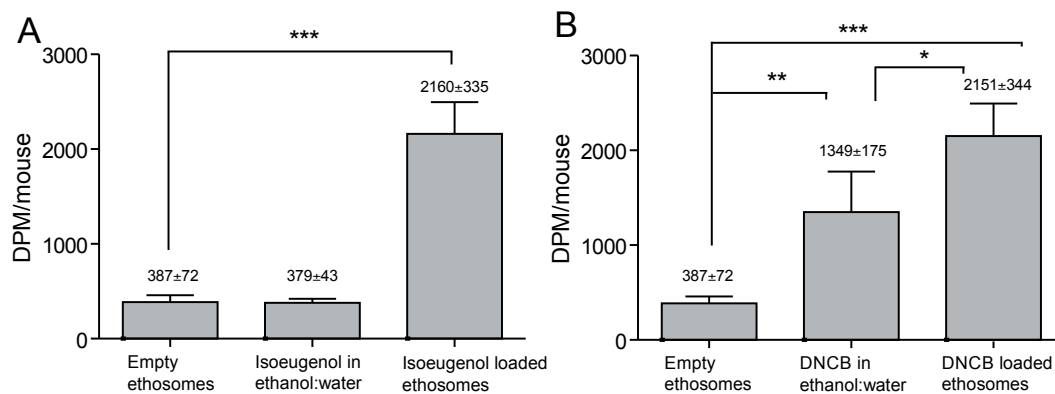 A
***
3000
2160±335
2000
DPM/mouse
1000
387±72
379±43
0
Empty
ethosomes
Isoeugenol in
ethanol:water
Isoeugenol loaded
ethosomes
B
***
**
*
3000
2151±344
2000
1349±175
DPM/mouse
1000
387±72
0
Empty
ethosomes
DNCB in
ethanol:water
DNCB loaded
ethosomes